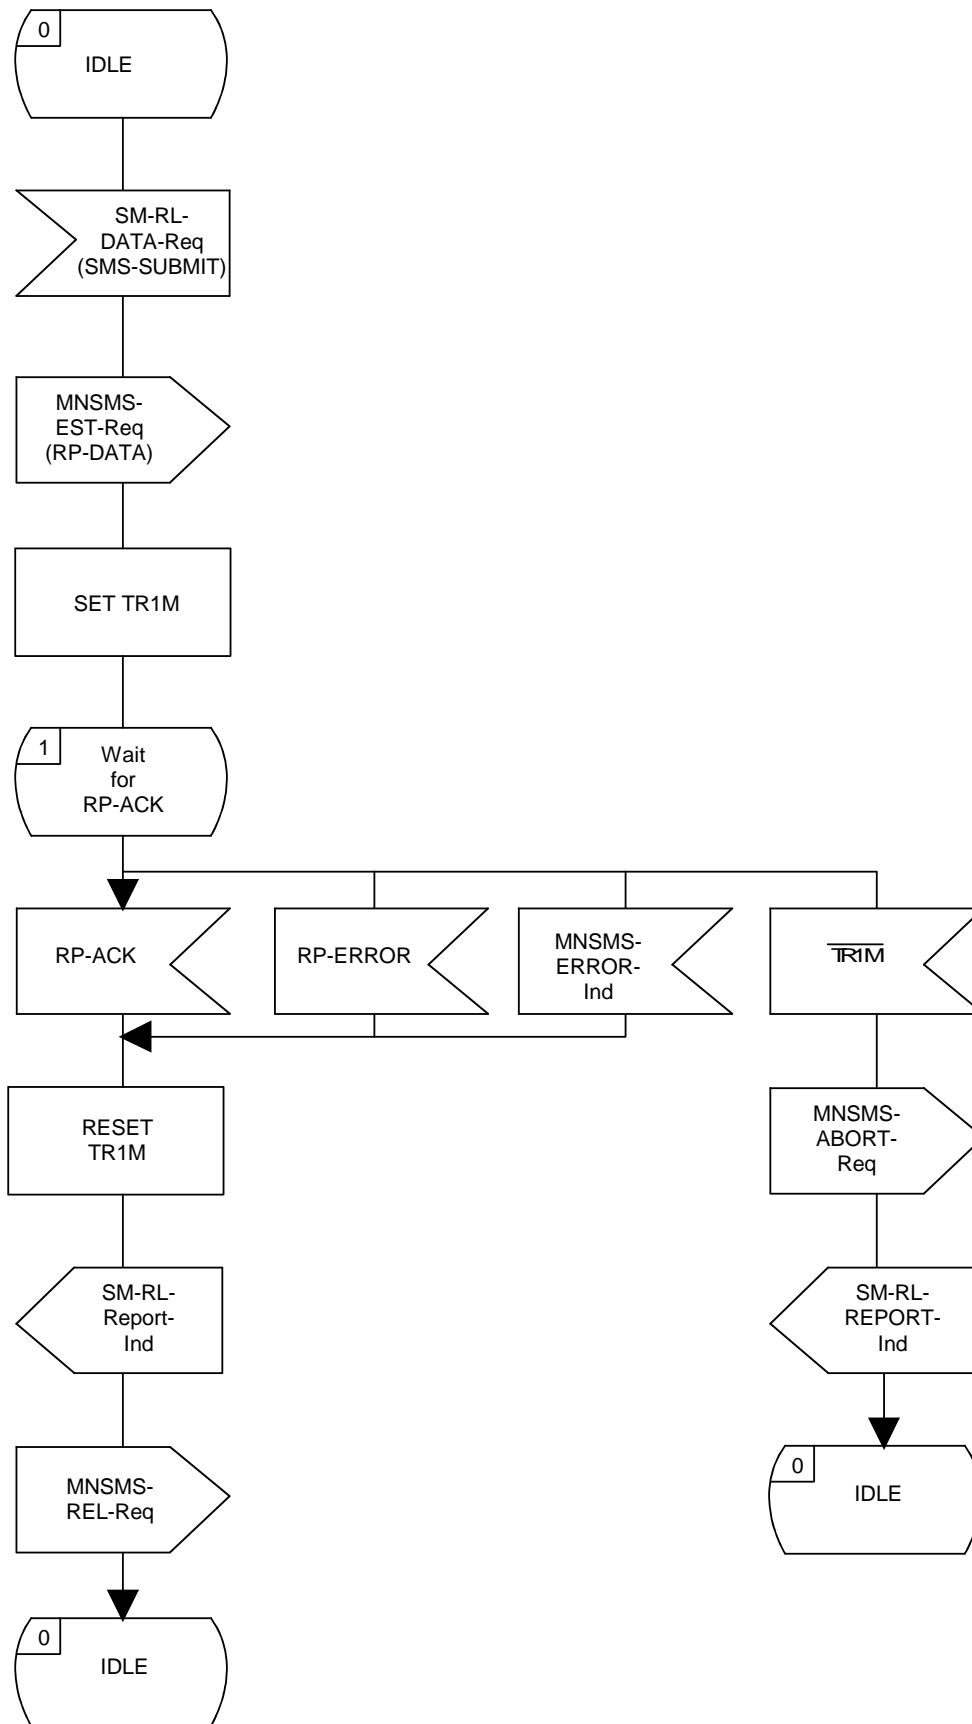 0
IDLE
SM-RL-
DATA-Req
(SMS-SUBMIT)
MNSMS-
EST-Req
(RP-DATA)
SET TR1M
1
Wait
for
RP-ACK
RP-ACK
RP-ERROR
MNSMS-
ERROR-
Ind
TR1M
RESET
TR1M
MNSMS-
ABORT-
Req
SM-RL-
Report-
Ind
SM-RL-
REPORT-
Ind
MNSMS-
REL-Req
0
IDLE
0
IDLE